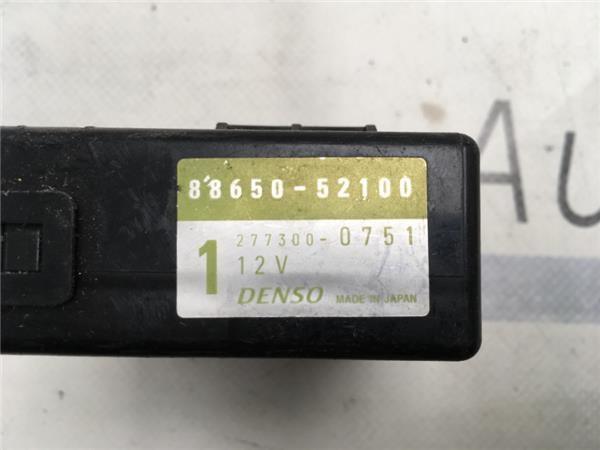 88650-52100
277300-0751
1 12V
DENSO MADE IN JAPAN